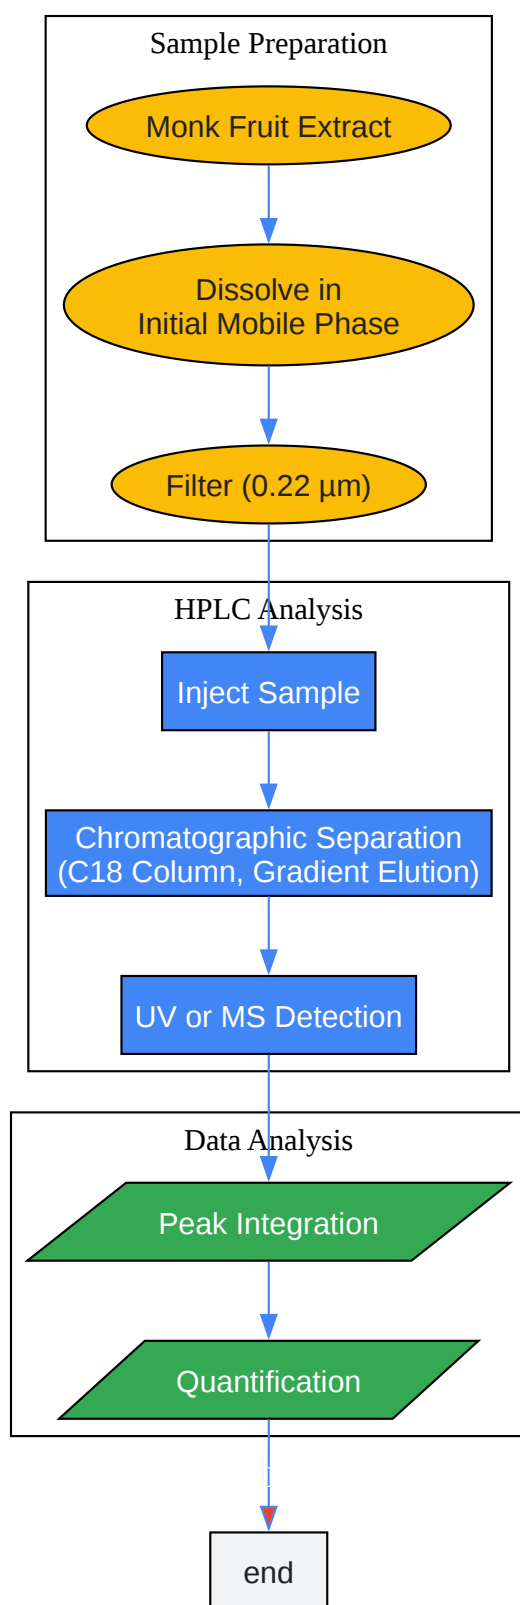 Sample Preparation
Monk Fruit Extract
Dissolve in
Initial Mobile Phase
Filter (0.22 µm)
HPLC Analysis
Inject Sample
Chromatographic Separation
(C18 Column, Gradient Elution)
UV or MS Detection
Data Analysis
Peak Integration
Quantification
end